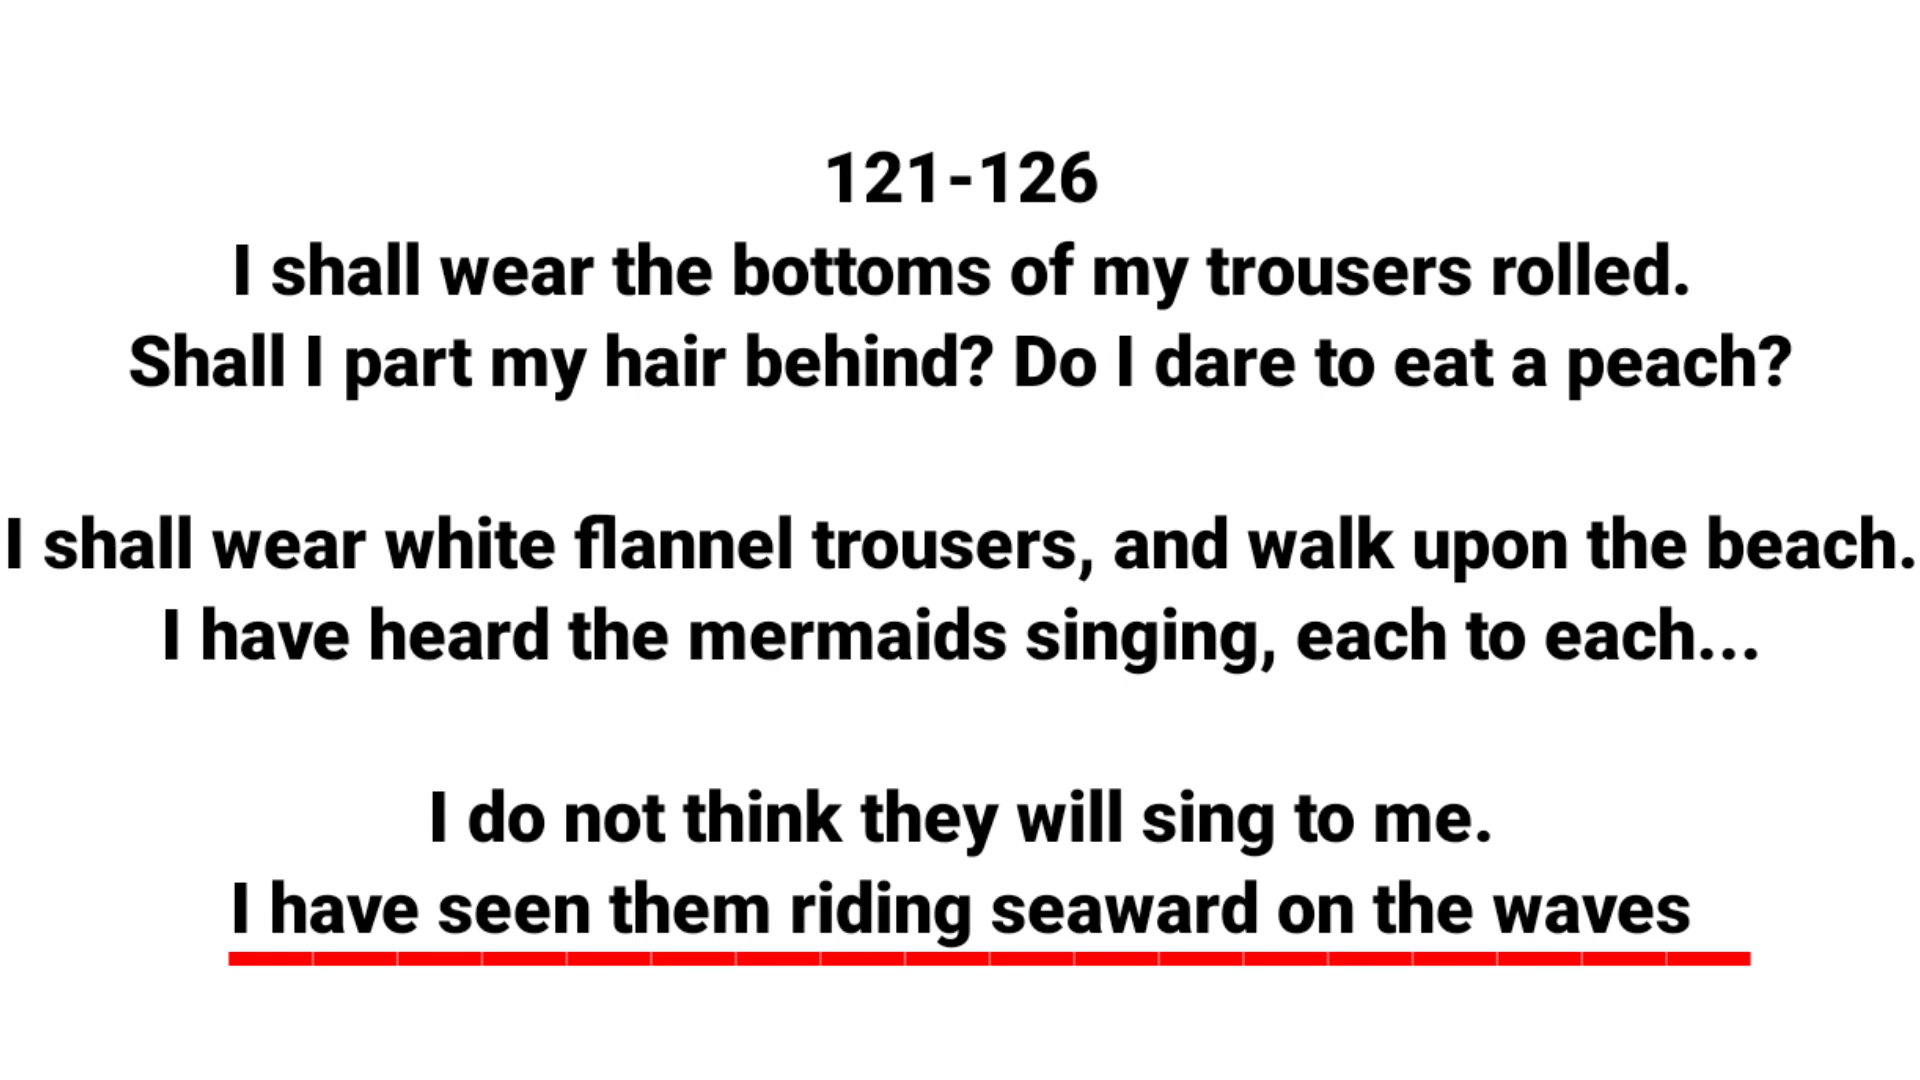 121-126
I shall wear the bottoms of my trousers rolled.
Shall I part my hair behind? Do I dare to eat a peach?
I shall wear white flannel trousers, and walk upon the beach.
I have heard the mermaids singing, each to each...
I do not think they will sing to me.
I have seen them riding seaward on the waves